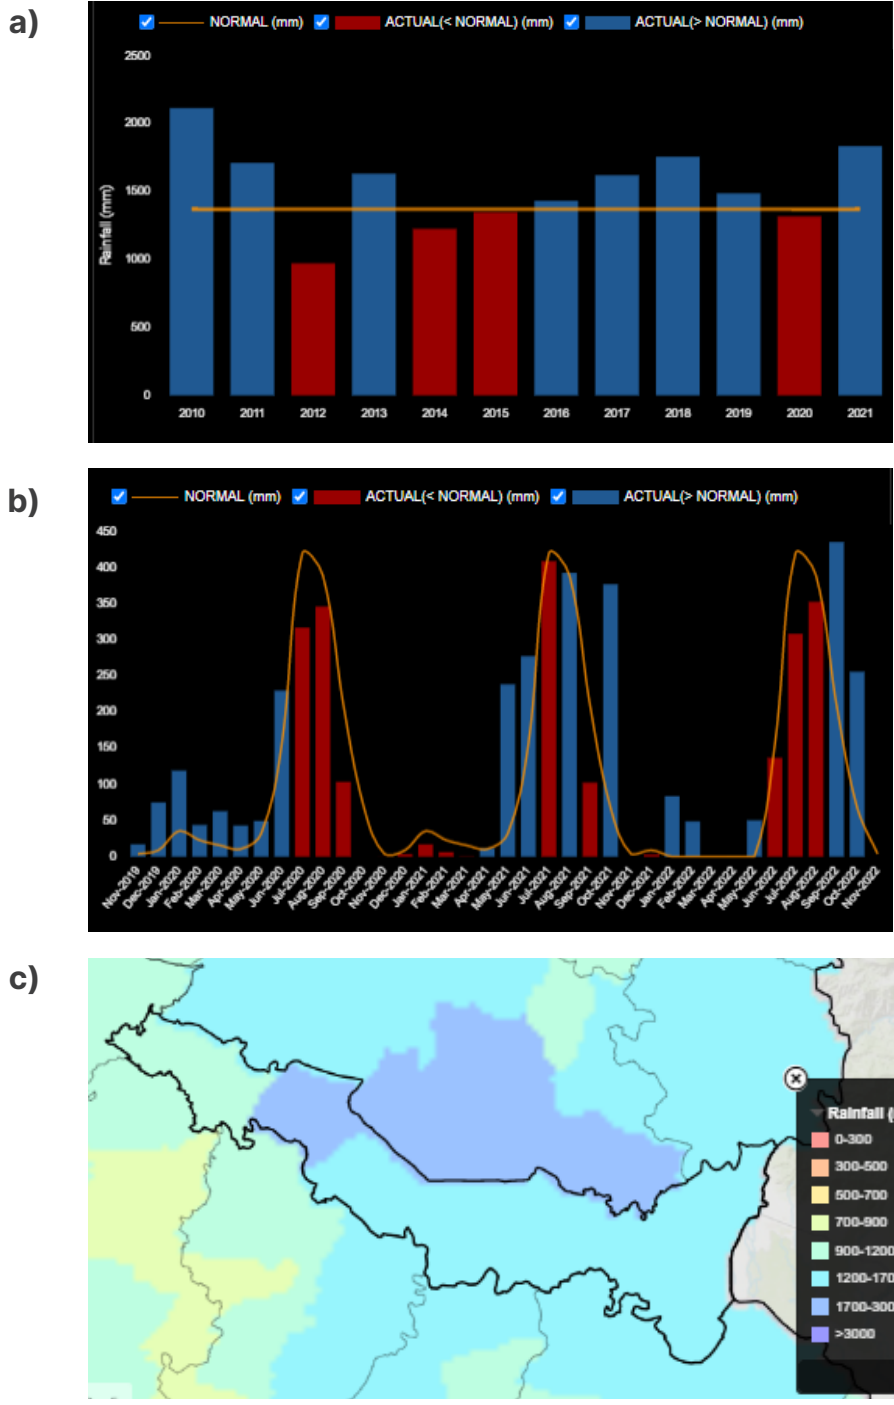 a)
NORMAL (mm) ACTUAL(< NORMAL) (mm) ACTUAL(> NORMAL) (mm)
2500
2000
1500
1000
500
0
Rainfall (mm)
2010 2011 2012 2013 2014 2015 2016 2017 2018 2019 2020 2021
b)
NORMAL (mm) ACTUAL(< NORMAL) (mm) ACTUAL(> NORMAL) (mm)
450
400
350
300
250
200
150
100
50
0
Nov-2019 Dec-2019 Jan-2020 Feb-2020 Mar-2020 Apr-2020 May-2020 Jun-2020 Jul-2020 Aug-2020 Sep-2020 Oct-2020 Nov-2020 Dec-2020 Jan-2021 Feb-2021 Mar-2021 Apr-2021 May-2021 Jun-2021 Jul-2021 Aug-2021 Sep-2021 Oct-2021 Nov-2021 Dec-2021 Jan-2022 Feb-2022 Mar-2022 Apr-2022 May-2022 Jun-2022 Jul-2022 Aug-2022 Sep-2022 Oct-2022 Nov-2022
c)
Rainfall (
0-300
300-500
500-700
700-900
900-1200
1200-170
1700-300
>3000